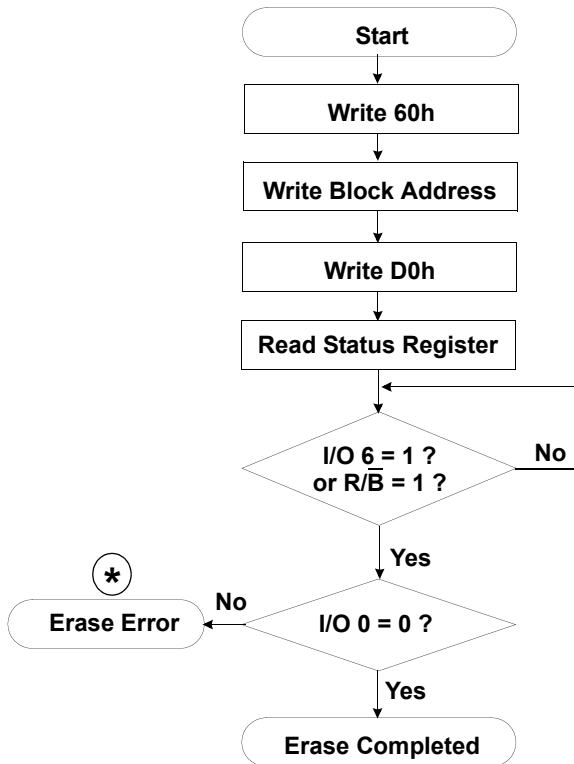 Start
Write 60h
Write Block Address
Write D0h
Read Status Register
I/O 6 = 1 ?
or R/B̅ = 1 ?
No
Yes
*
No
Erase Error
I/O 0 = 0 ?
Yes
Erase Completed